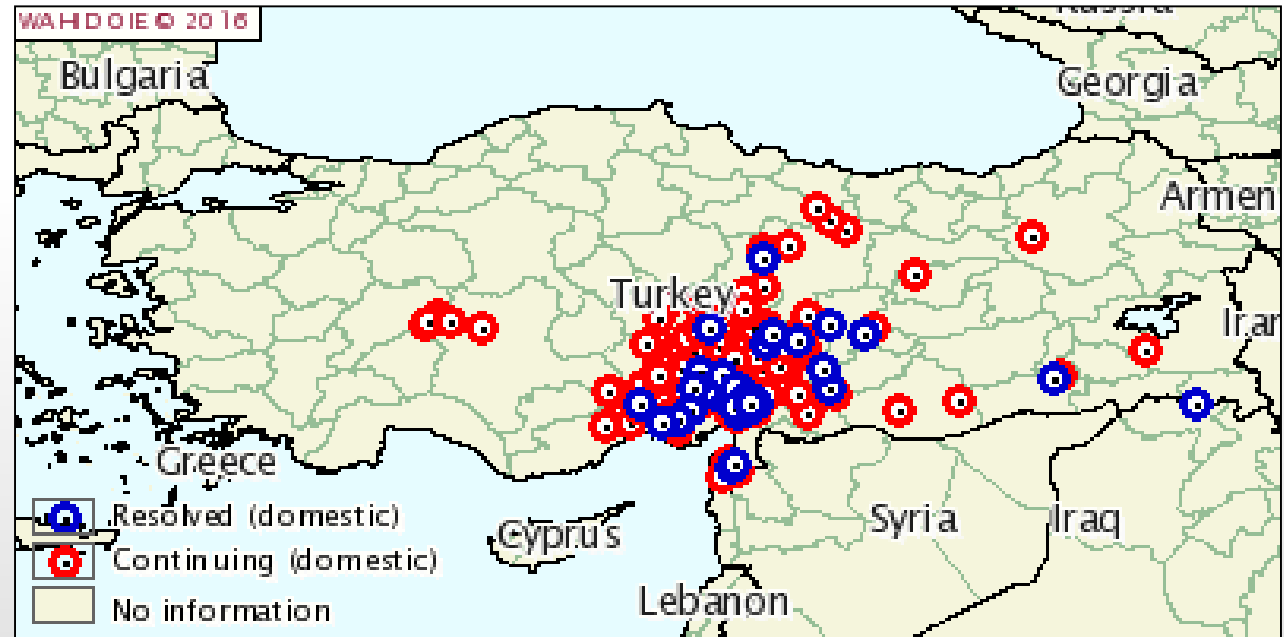 WAHID OIE © 2016
Russia
Bulgaria
Georgia
Armen
Turkey
Iran
Greece
Cyprus
Syria
Iraq
Lebanon
Resolved (domestic)
Continuing (domestic)
No information